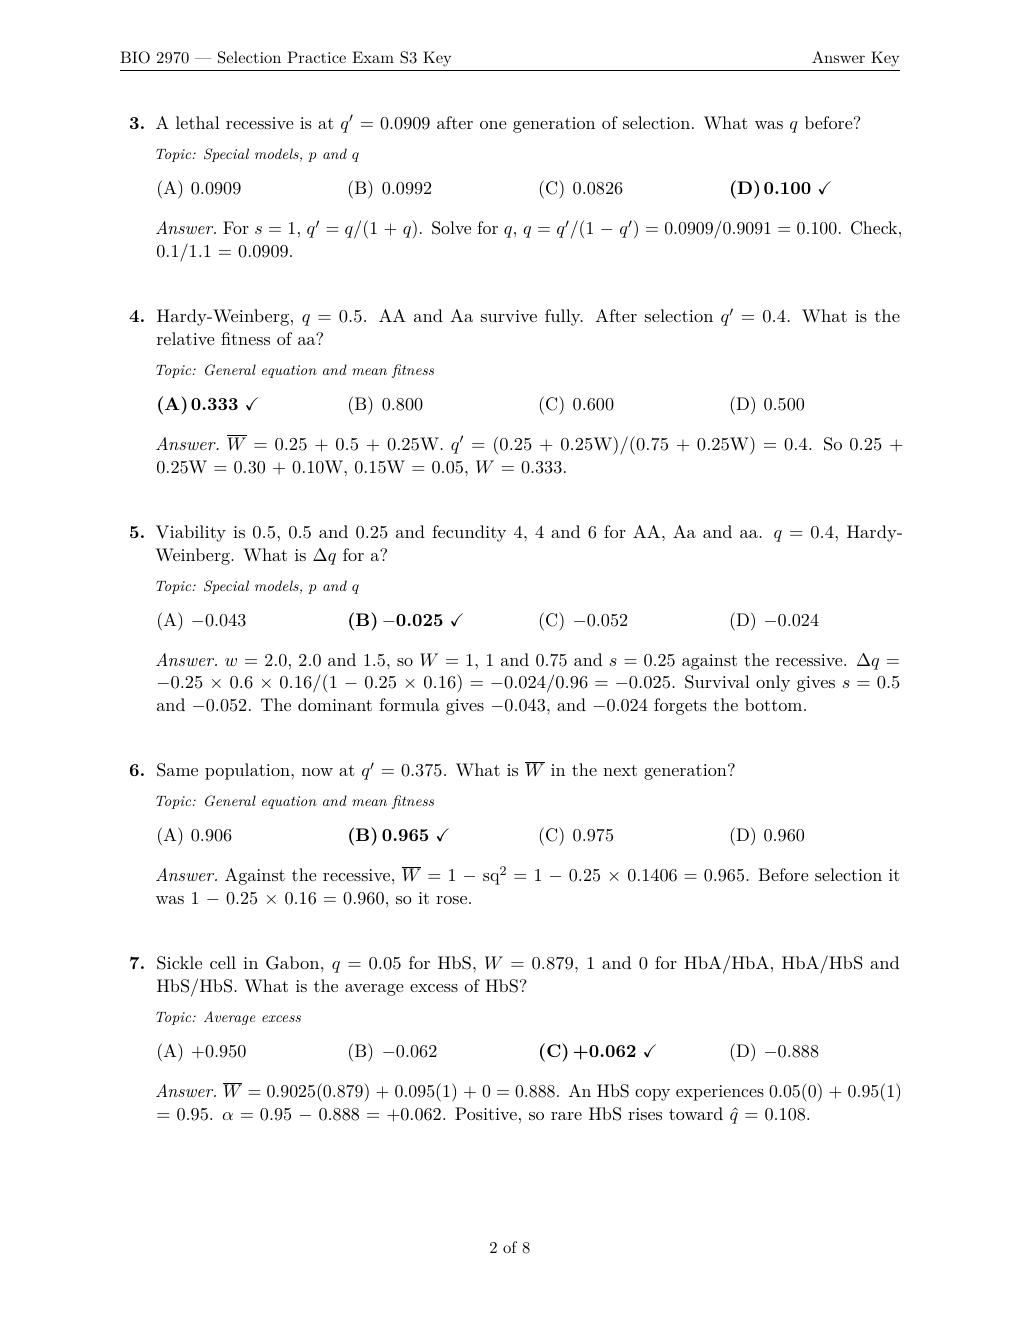 BIO 2970 — Selection Practice Exam S3 Key Answer Key
3. A lethal recessive is at q′ = 0.0909 after one generation of selection. What was q before?
Topic: Special models, p and q
(A) 0.0909 (B) 0.0992 (C) 0.0826 (D) 0.100 ✓
Answer. For s = 1, q′ = q/(1 + q). Solve for q, q = q′/(1 − q′) = 0.0909/0.9091 = 0.100. Check,
0.1/1.1 = 0.0909.
4. Hardy-Weinberg, q = 0.5. AA and Aa survive fully. After selection q′ = 0.4. What is the
relative fitness of aa?
Topic: General equation and mean fitness
(A) 0.333 ✓ (B) 0.800 (C) 0.600 (D) 0.500
Answer. W̅ = 0.25 + 0.5 + 0.25W. q′ = (0.25 + 0.25W)/(0.75 + 0.25W) = 0.4. So 0.25 +
0.25W = 0.30 + 0.10W, 0.15W = 0.05, W = 0.333.
5. Viability is 0.5, 0.5 and 0.25 and fecundity 4, 4 and 6 for AA, Aa and aa. q = 0.4, Hardy-
Weinberg. What is Δq for a?
Topic: Special models, p and q
(A) −0.043 (B) −0.025 ✓ (C) −0.052 (D) −0.024
Answer. w = 2.0, 2.0 and 1.5, so W = 1, 1 and 0.75 and s = 0.25 against the recessive. Δq =
−0.25 × 0.6 × 0.16/(1 − 0.25 × 0.16) = −0.024/0.96 = −0.025. Survival only gives s = 0.5
and −0.052. The dominant formula gives −0.043, and −0.024 forgets the bottom.
6. Same population, now at q′ = 0.375. What is W̅ in the next generation?
Topic: General equation and mean fitness
(A) 0.906 (B) 0.965 ✓ (C) 0.975 (D) 0.960
Answer. Against the recessive, W̅ = 1 − sq² = 1 − 0.25 × 0.1406 = 0.965. Before selection it
was 1 − 0.25 × 0.16 = 0.960, so it rose.
7. Sickle cell in Gabon, q = 0.05 for HbS, W = 0.879, 1 and 0 for HbA/HbA, HbA/HbS and
HbS/HbS. What is the average excess of HbS?
Topic: Average excess
(A) +0.950 (B) −0.062 (C) +0.062 ✓ (D) −0.888
Answer. W̅ = 0.9025(0.879) + 0.095(1) + 0 = 0.888. An HbS copy experiences 0.05(0) + 0.95(1)
= 0.95. α = 0.95 − 0.888 = +0.062. Positive, so rare HbS rises toward q̂ = 0.108.
2 of 8